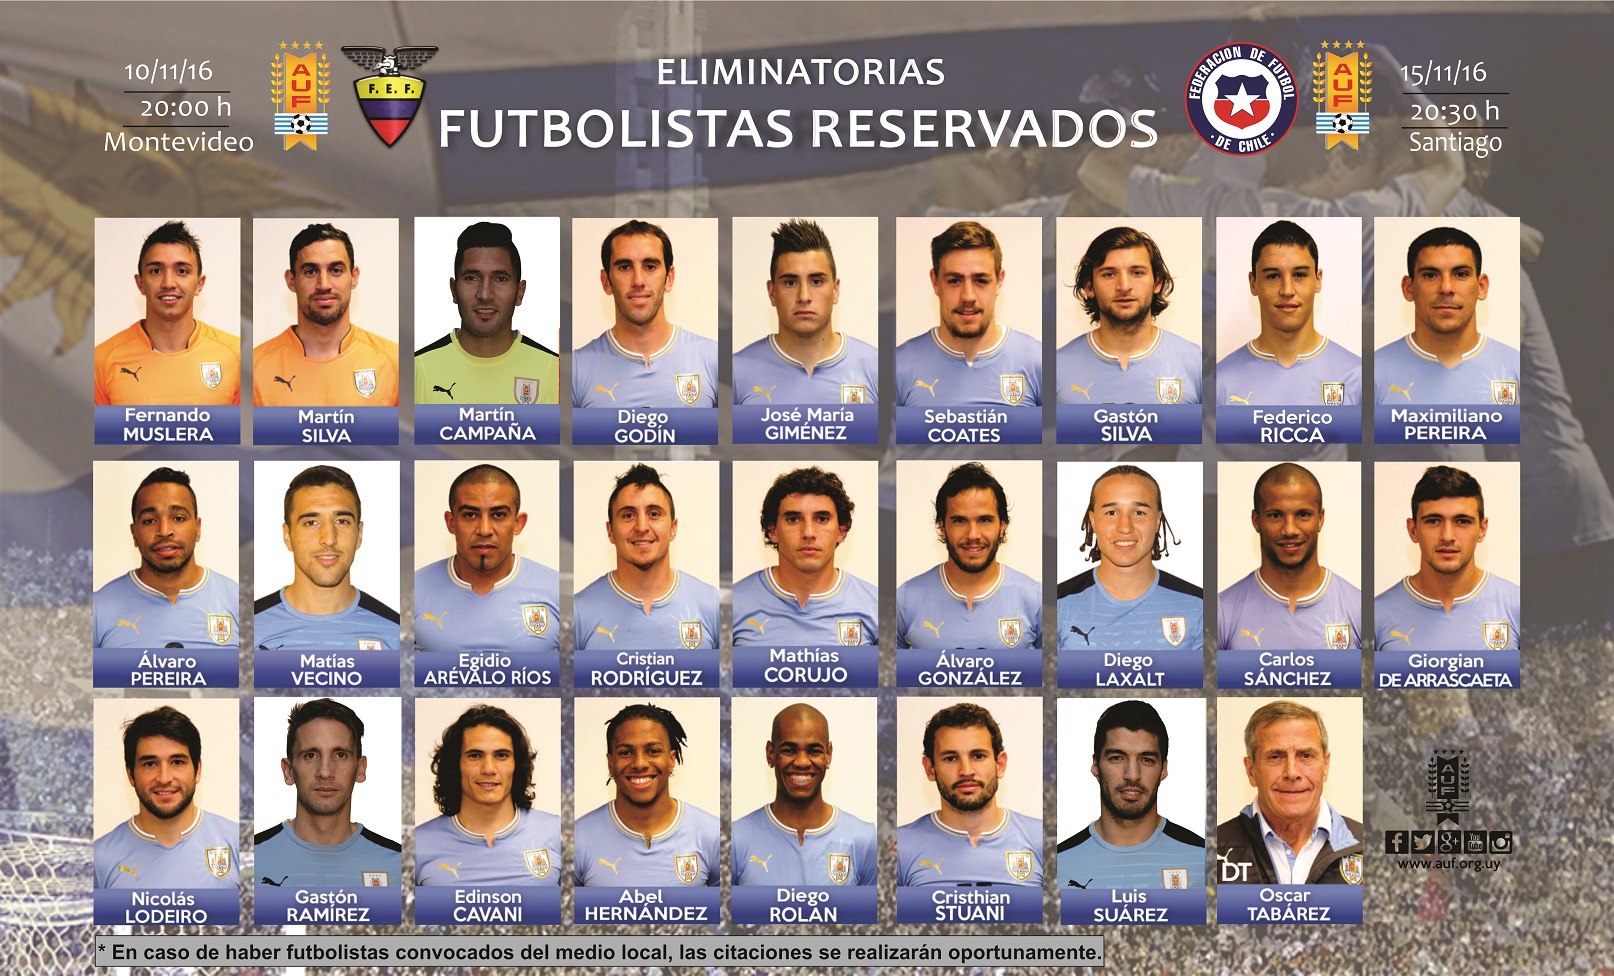 10/11/16
20:00 h
Montevideo
AUF
F. E. F.
ELIMINATORIAS
FUTBOLISTAS RESERVADOS
FEDERACION DE FUTBOL
· DE CHILE ·
AUF
15/11/16
20:30 h
Santiago
Fernando
MUSLERA
Martín
SILVA
Martín
CAMPAÑA
Diego
GODÍN
José María
GIMÉNEZ
Sebastián
COATES
Gastón
SILVA
Federico
RICCA
Maximiliano
PEREIRA
Álvaro
PEREIRA
Matías
VECINO
Egidio
ARÉVALO RÍOS
Cristian
RODRÍGUEZ
Mathías
CORUJO
Álvaro
GONZÁLEZ
Diego
LAXALT
Carlos
SÁNCHEZ
Giorgian
DE ARRASCAETA
Nicolás
LODEIRO
Gastón
RAMÍREZ
Edinson
CAVANI
Abel
HERNÁNDEZ
Diego
ROLÁN
Cristhian
STUANI
Luis
SUÁREZ
DT
Oscar
TABÁREZ
AUF
You
Tube
www.auf.org.uy
* En caso de haber futbolistas convocados del medio local, las citaciones se realizarán oportunamente.